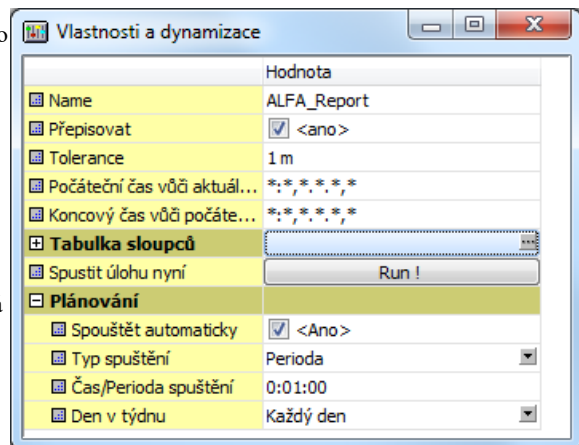 o
Vlastnosti a dynamizace
Hodnota
Name ALFA_Report
Přepisovat <ano>
Tolerance 1 m
Počáteční čas vůči aktuál... *:*,*.*.*,*
Koncový čas vůči počáte... *:*,*.*.*,*
Tabulka sloupců ...
Spustit úlohu nyní Run !
a
Plánování
Spouštět automaticky <Ano>
Typ spuštění Perioda
Čas/Perioda spuštění 0:01:00
Den v týdnu Každý den